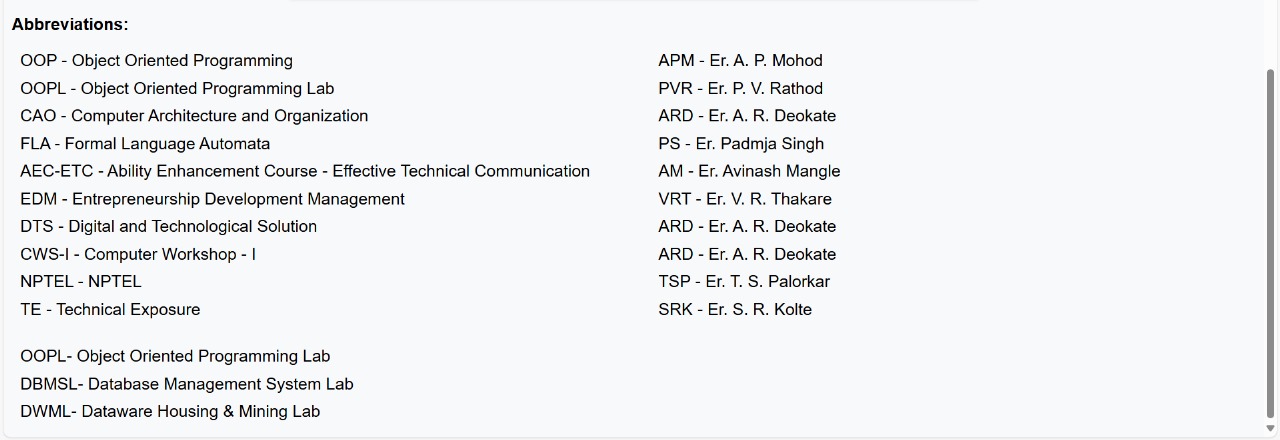 Abbreviations:
OOP - Object Oriented Programming
APM - Er. A. P. Mohod
OOPL - Object Oriented Programming Lab
PVR - Er. P. V. Rathod
CAO - Computer Architecture and Organization
ARD - Er. A. R. Deokate
FLA - Formal Language Automata
PS - Er. Padmja Singh
AEC-ETC - Ability Enhancement Course - Effective Technical Communication
AM - Er. Avinash Mangle
EDM - Entrepreneurship Development Management
VRT - Er. V. R. Thakare
DTS - Digital and Technological Solution
ARD - Er. A. R. Deokate
CWS-I - Computer Workshop - I
ARD - Er. A. R. Deokate
NPTEL - NPTEL
TSP - Er. T. S. Palorkar
TE - Technical Exposure
SRK - Er. S. R. Kolte
OOPL- Object Oriented Programming Lab
DBMSL- Database Management System Lab
DWML- Dataware Housing & Mining Lab